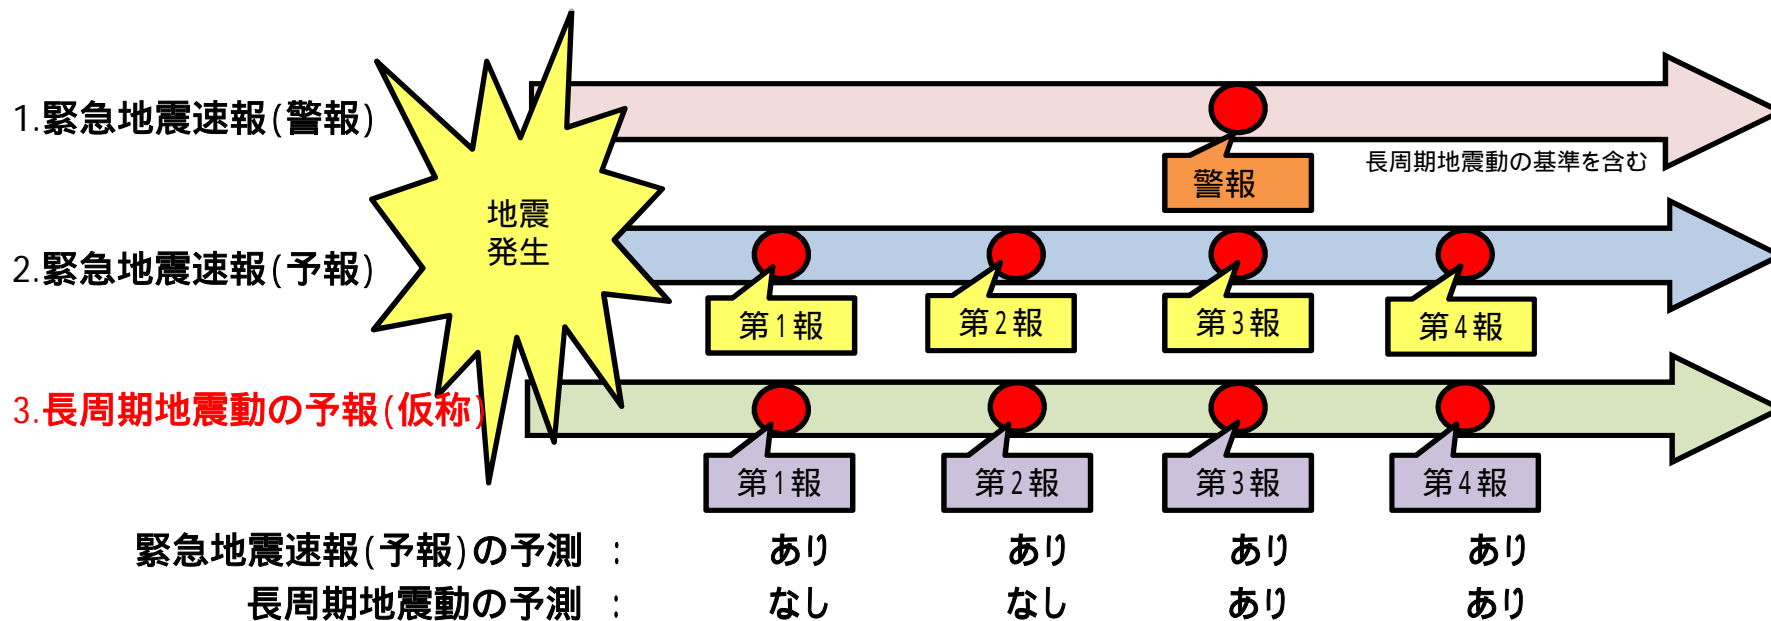 1.緊急地震速報(警報)
警報
長周期地震動の基準を含む
地震
発生
2.緊急地震速報(予報)
第1報
第2報
第3報
第4報
3.長周期地震動の予報(仮称)
第1報
第2報
第3報
第4報
緊急地震速報(予報)の予測 : あり あり あり あり
長周期地震動の予測 : なし なし あり あり